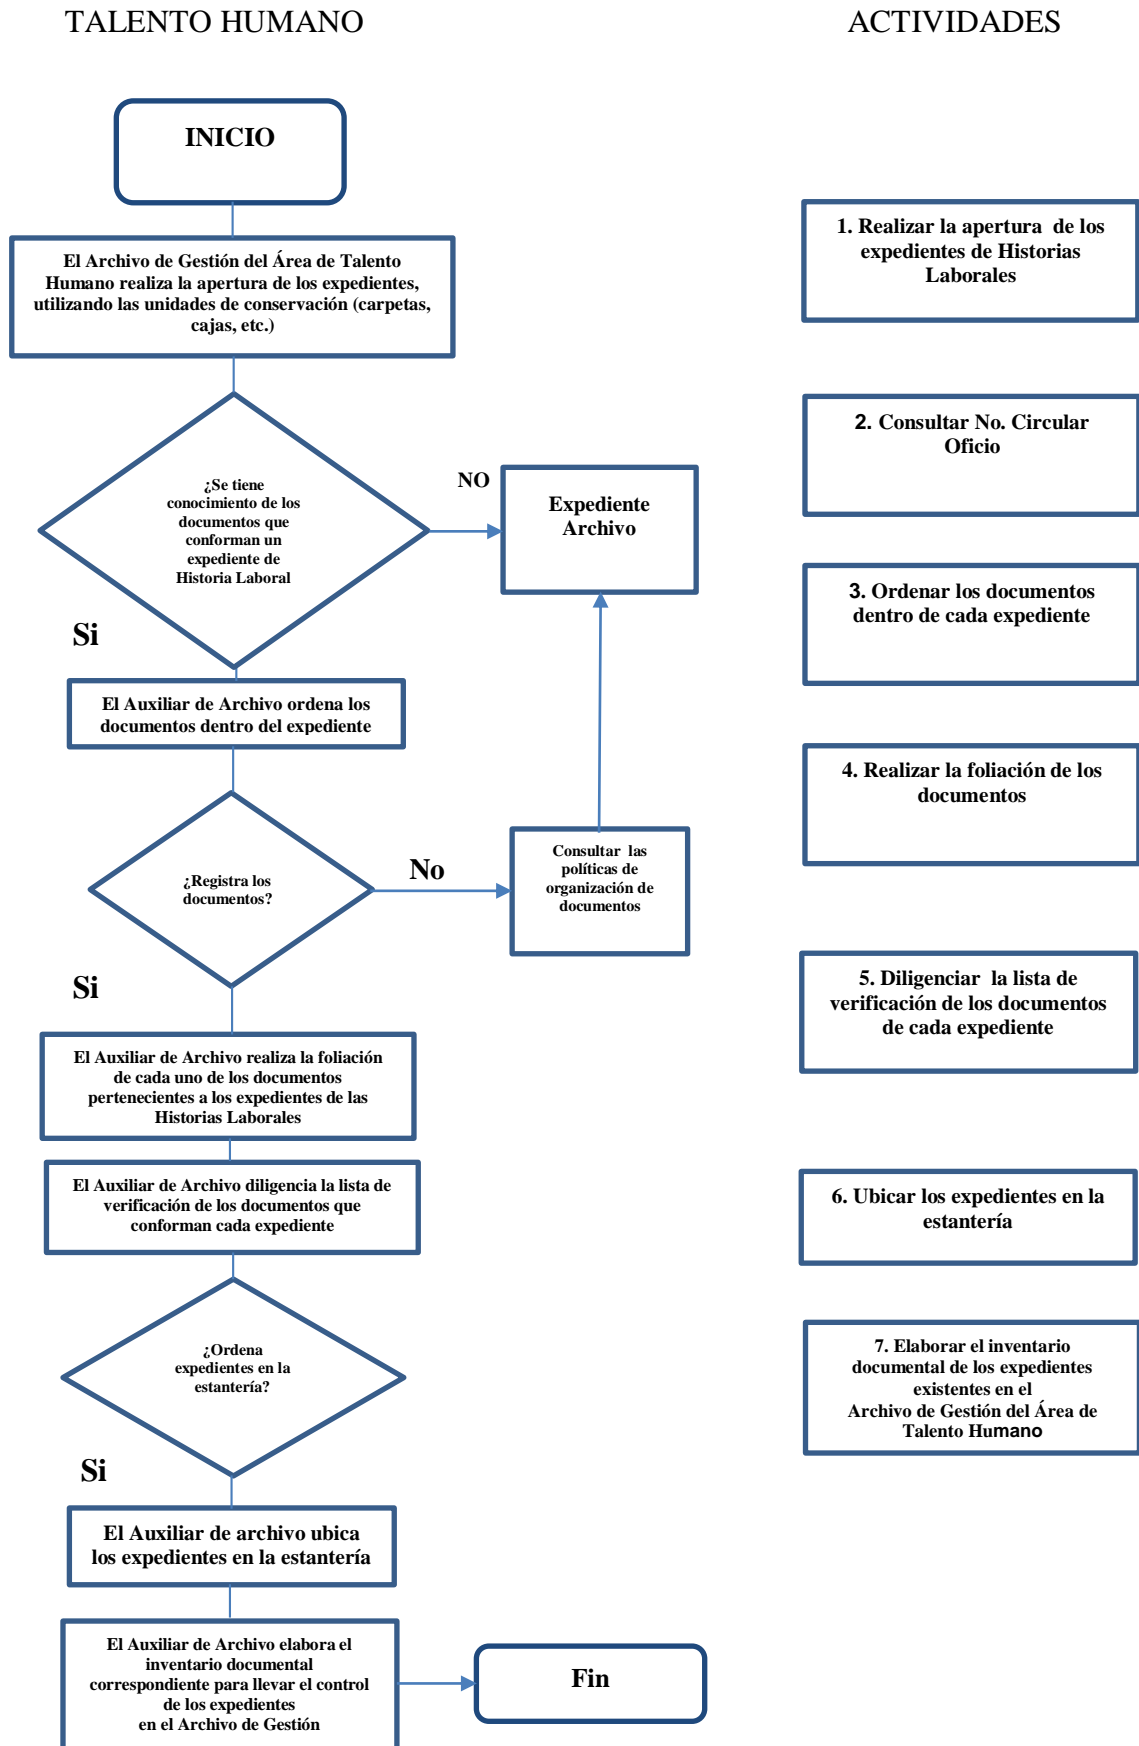 TALENTO HUMANO
ACTIVIDADES
INICIO
El Archivo de Gestión del Área de Talento
Humano realiza la apertura de los expedientes,
utilizando las unidades de conservación (carpetas,
cajas, etc.)
¿Se tiene
conocimiento de los
documentos que
conforman un
expediente de
Historia Laboral
NO
Expediente
Archivo
Si
El Auxiliar de Archivo ordena los
documentos dentro del expediente
¿Registra los
documentos?
No
Consultar las
políticas de
organización de
documentos
Si
El Auxiliar de Archivo realiza la foliación
de cada uno de los documentos
pertenecientes a los expedientes de las
Historias Laborales
El Auxiliar de Archivo diligencia la lista de
verificación de los documentos que
conforman cada expediente
¿Ordena
expedientes en la
estantería?
Si
El Auxiliar de archivo ubica
los expedientes en la estantería
El Auxiliar de Archivo elabora el
inventario documental
correspondiente para llevar el control
de los expedientes
en el Archivo de Gestión
Fin
1. Realizar la apertura de los
expedientes de Historias
Laborales
2. Consultar No. Circular
Oficio
3. Ordenar los documentos
dentro de cada expediente
4. Realizar la foliación de los
documentos
5. Diligenciar la lista de
verificación de los documentos
de cada expediente
6. Ubicar los expedientes en la
estantería
7. Elaborar el inventario
documental de los expedientes
existentes en el
Archivo de Gestión del Área de
Talento Humano